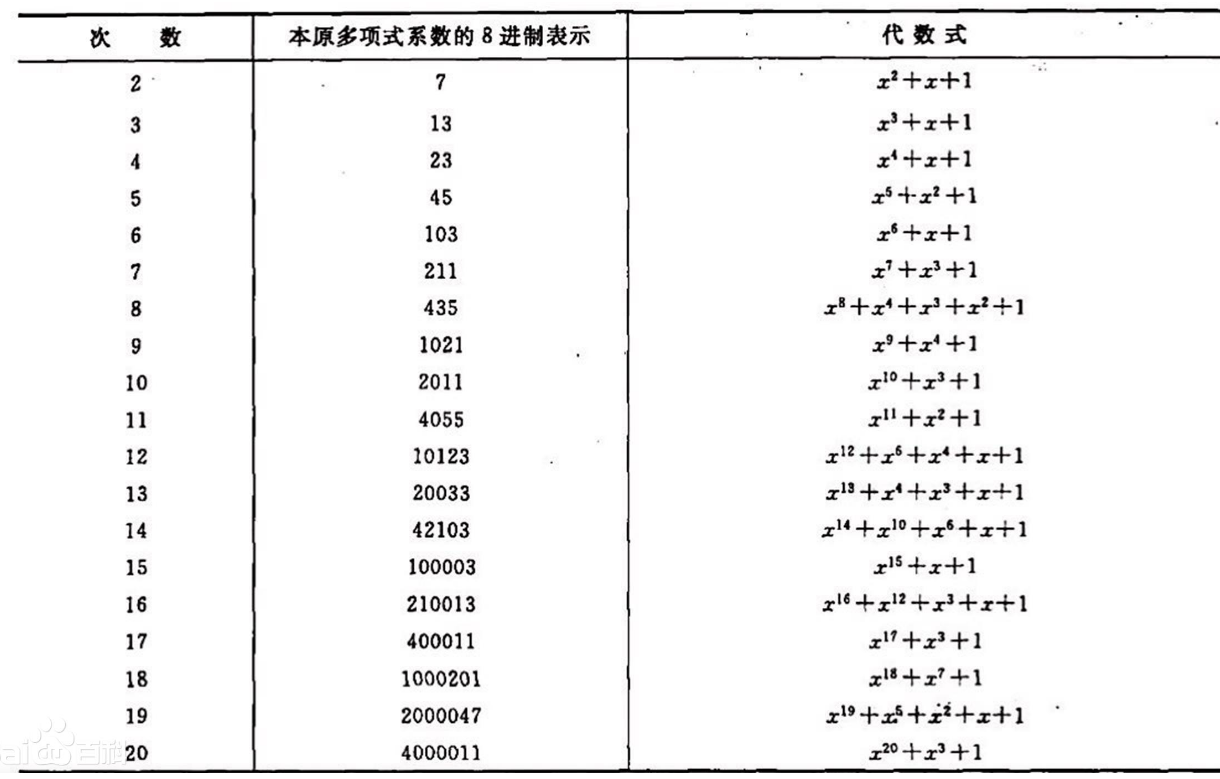 次 数 本原多项式系数的8进制表示 代数式
2 7 x²+x+1
3 13 x³+x+1
4 23 x⁴+x+1
5 45 x⁵+x²+1
6 103 x⁶+x+1
7 211 x⁷+x³+1
8 435 x⁸+x⁴+x³+x²+1
9 1021 x⁹+x⁴+1
10 2011 x¹⁰+x³+1
11 4055 x¹¹+x²+1
12 10123 x¹²+x⁶+x⁴+x+1
13 20033 x¹³+x⁴+x³+x+1
14 42103 x¹⁴+x¹⁰+x⁶+x+1
15 100003 x¹⁵+x+1
16 210013 x¹⁶+x¹²+x³+x+1
17 400011 x¹⁷+x³+1
18 1000201 x¹⁸+x⁷+1
19 2000047 x¹⁹+x⁵+x²+x+1
20 4000011 x²⁰+x³+1
Bai百科